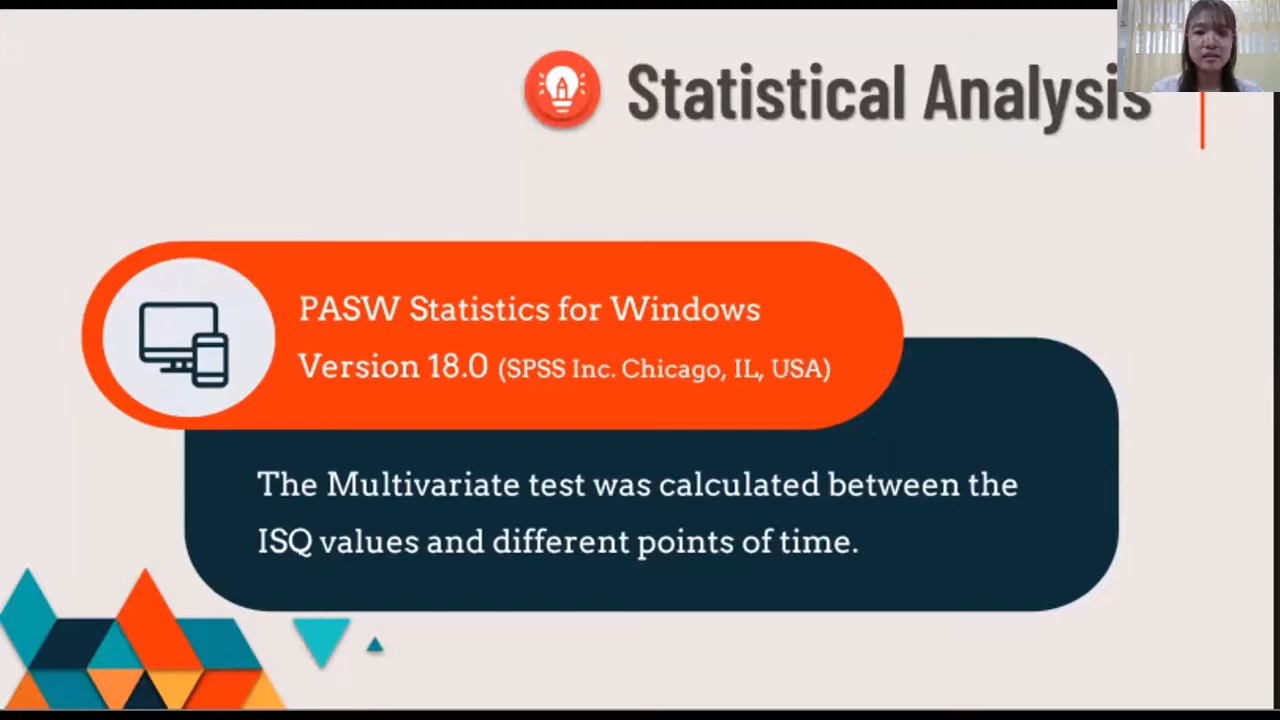 Statistical Analysis
PASW Statistics for Windows
Version 18.0 (SPSS Inc. Chicago, IL, USA)
The Multivariate test was calculated between the
ISQ values and different points of time.